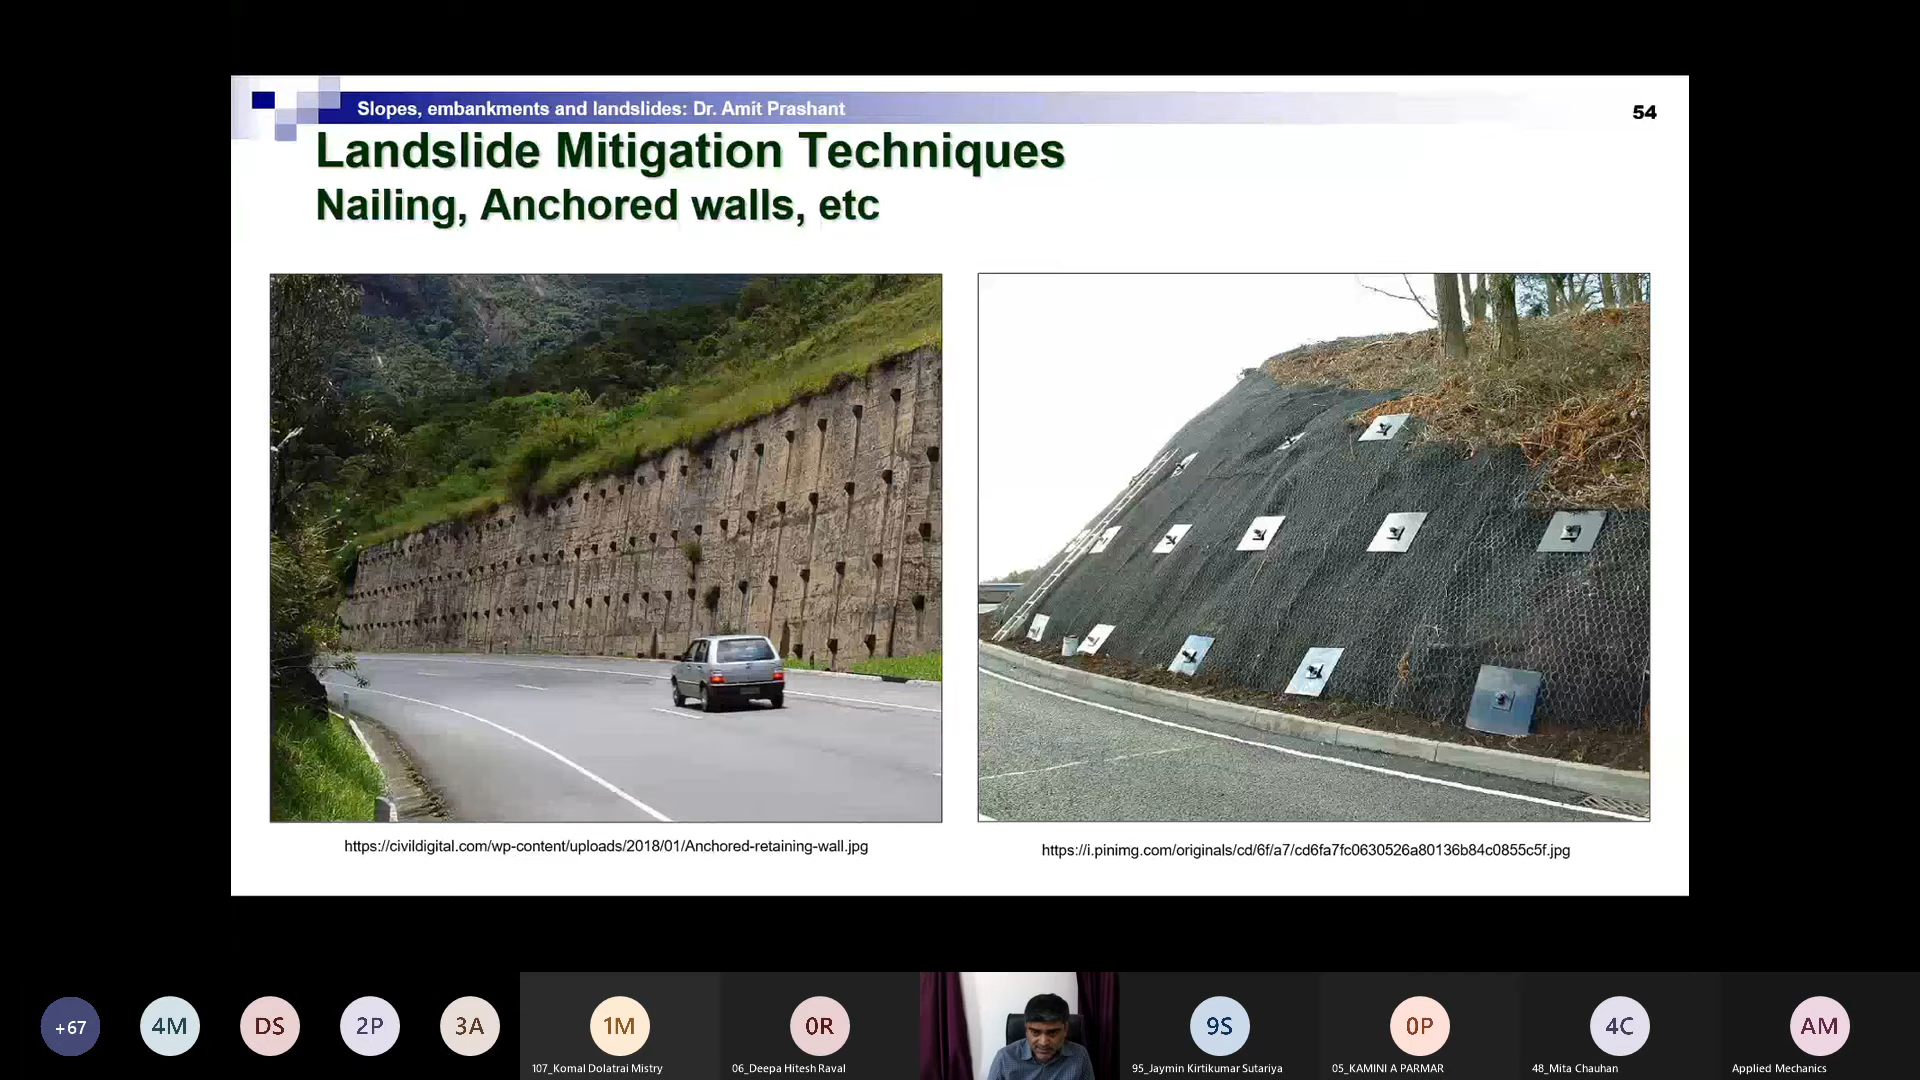 Slopes, embankments and landslides: Dr. Amit Prashant
54
Landslide Mitigation Techniques
Nailing, Anchored walls, etc
https://civildigital.com/wp-content/uploads/2018/01/Anchored-retaining-wall.jpg
https://i.pinimg.com/originals/cd/6f/a7/cd6fa7fc0630526a80136b84c0855c5f.jpg
+67
4M
DS
2P
3A
1M
0R
9S
0P
4C
AM
107_Komal Dolatrai Mistry
06_Deepa Hitesh Raval
95_Jaymin Kirtikumar Sutariya
05_KAMINI A PARMAR
48_Mita Chauhan
Applied Mechanics